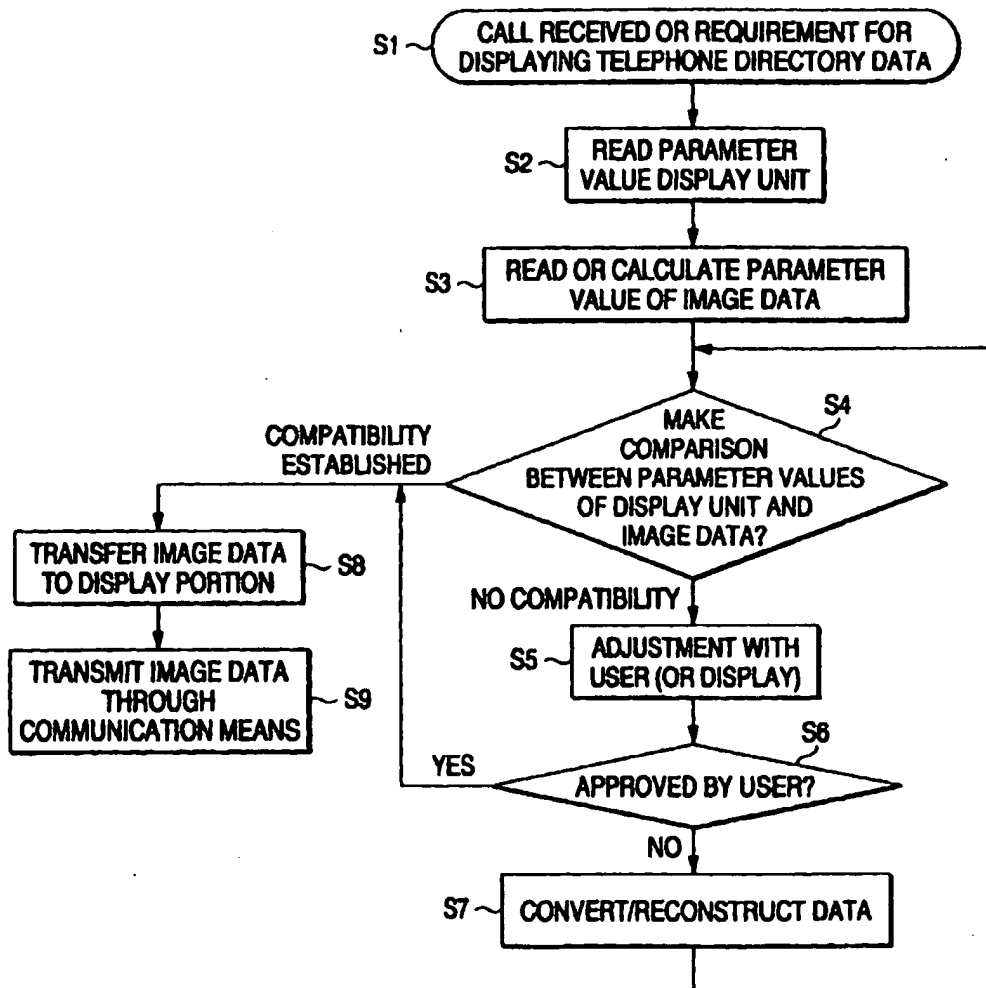 S1
CALL RECEIVED OR REQUIREMENT FOR
DISPLAYING TELEPHONE DIRECTORY DATA
S2
READ PARAMETER
VALUE DISPLAY UNIT
S3
READ OR CALCULATE PARAMETER
VALUE OF IMAGE DATA
S4
MAKE
COMPARISON
BETWEEN PARAMETER VALUES
OF DISPLAY UNIT AND
IMAGE DATA?
COMPATIBILITY
ESTABLISHED
TRANSFER IMAGE DATA
TO DISPLAY PORTION
S8
TRANSMIT IMAGE DATA
THROUGH
COMMUNICATION MEANS
S9
NO COMPATIBILITY
S5
ADJUSTMENT WITH
USER (OR DISPLAY)
S6
YES
APPROVED BY USER?
NO
S7
CONVERT/RECONSTRUCT DATA